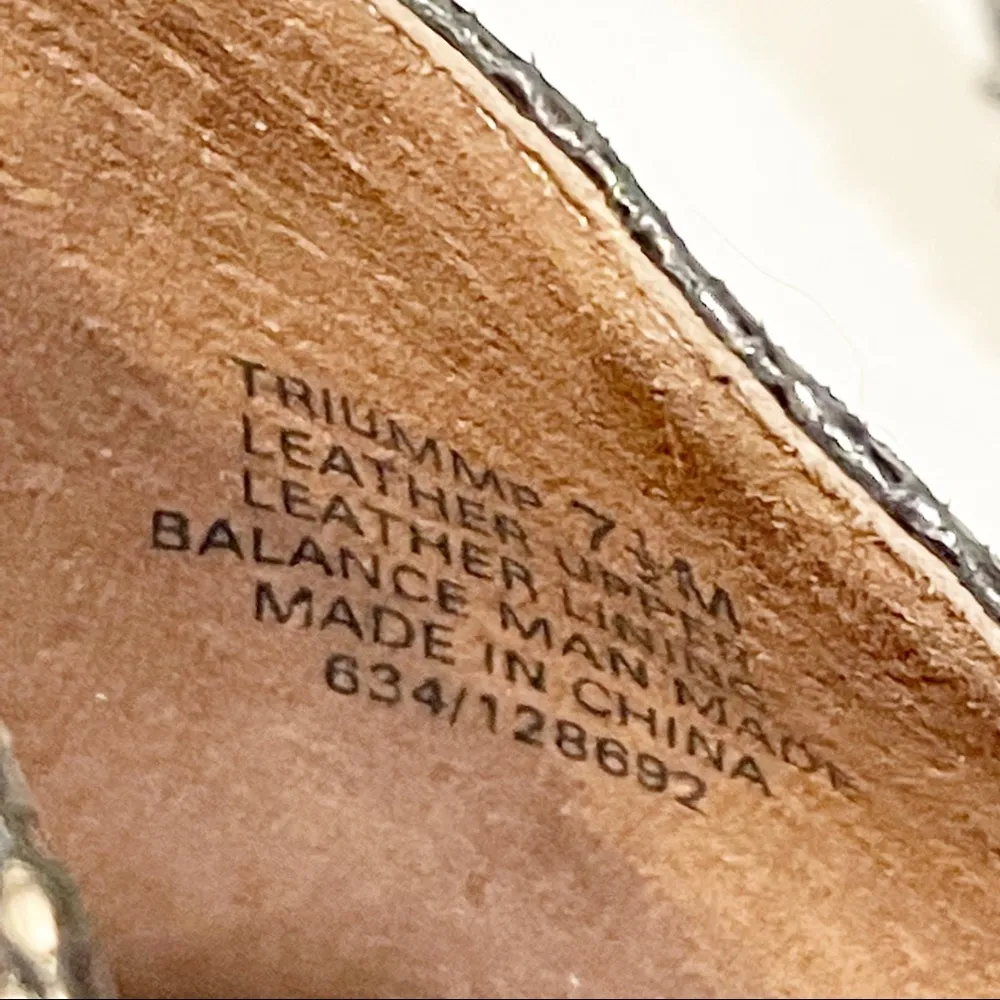 TRIUMMP 7½M
LEATHER UPPER
LEATHER LINING
BALANCE MAN MADE
MADE IN CHINA
634/128692